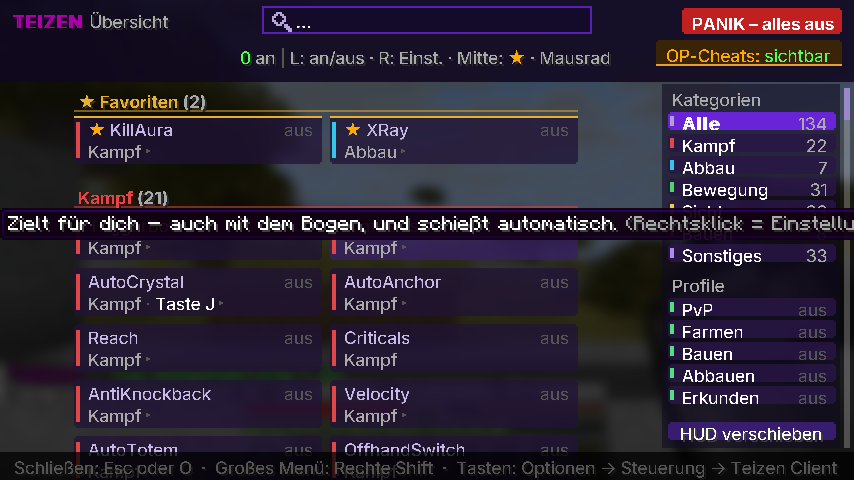 TEIZEN Übersicht
...
PANIK – alles aus
0 an | L: an/aus · R: Einst. · Mitte: ★ · Mausrad
OP-Cheats: sichtbar
★ Favoriten (2)
★ KillAura aus
Kampf
★ XRay aus
Abbau
Kampf (21)
Zielt für dich – auch mit dem Bogen, und schießt automatisch. (Rechtsklick = Einstellu
Kampf
Kampf
AutoCrystal aus
Kampf · Taste J
AutoAnchor aus
Kampf
Reach aus
Kampf
Criticals aus
Kampf
AntiKnockback aus
Kampf
Velocity aus
Kampf
AutoTotem aus
OffhandSwitch aus
Kategorien
Alle 134
Kampf 22
Abbau 7
Bewegung 31
Sonstiges 33
Profile
PvP aus
Farmen aus
Bauen aus
Abbauen aus
Erkunden aus
HUD verschieben
Schließen: Esc oder O · Großes Menü: Rechte Shift · Tasten: Optionen → Steuerung → Teizen Client